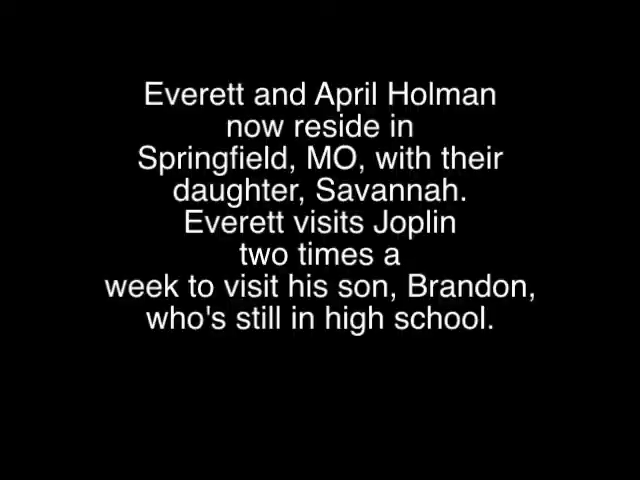 Everett and April Holman
now reside in
Springfield, MO, with their
daughter, Savannah.
Everett visits Joplin
two times a
week to visit his son, Brandon,
who's still in high school.